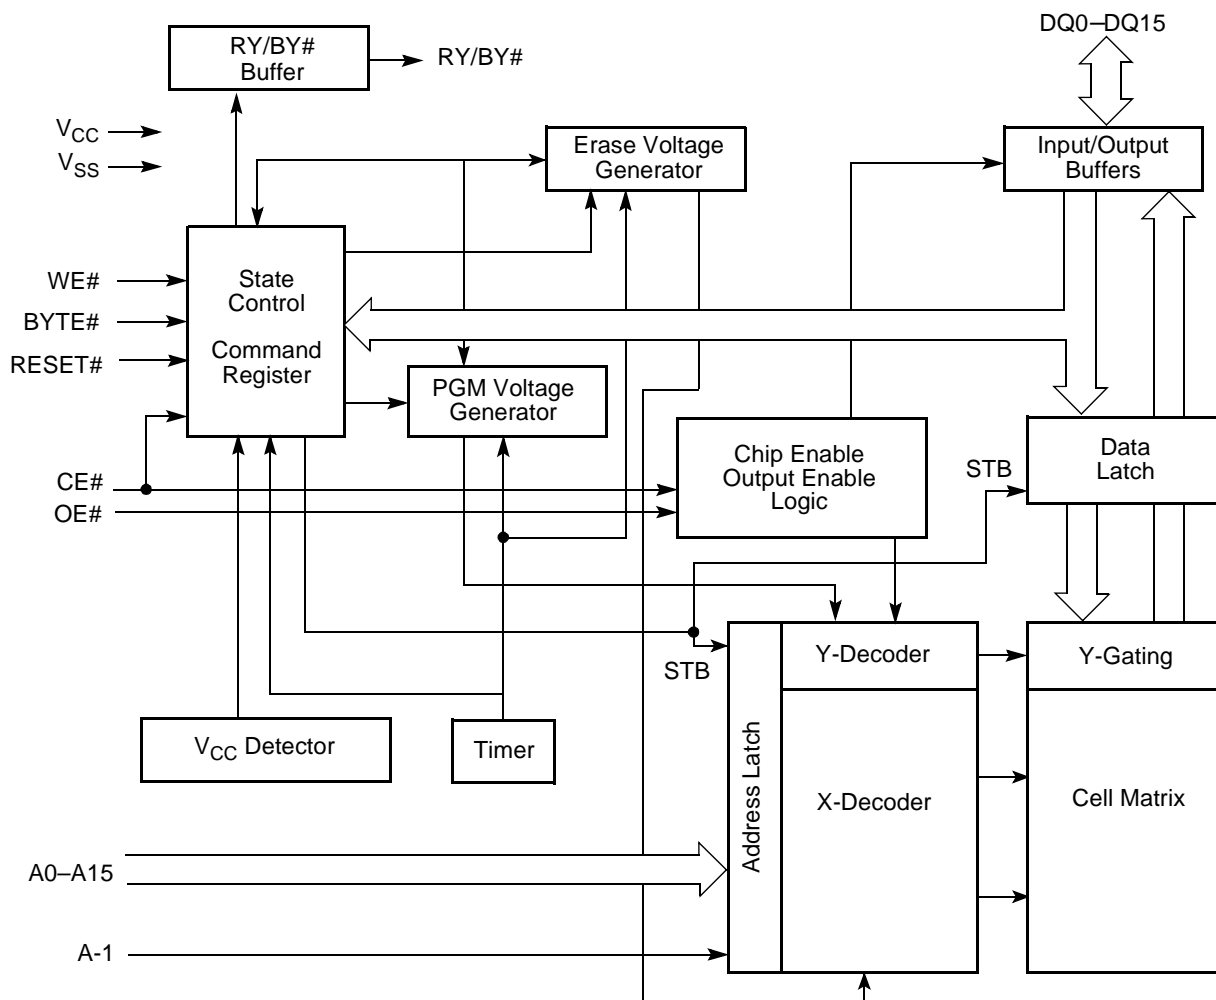 DQ0–DQ15
RY/BY#
Buffer
RY/BY#
VCC
VSS
Erase Voltage
Generator
Input/Output
Buffers
WE#
BYTE#
RESET#
State
Control
Command
Register
PGM Voltage
Generator
Chip Enable
Output Enable
Logic
STB
Data
Latch
CE#
OE#
STB
Y-Decoder
Y-Gating
VCC Detector
Timer
Address Latch
X-Decoder
Cell Matrix
A0–A15
A-1